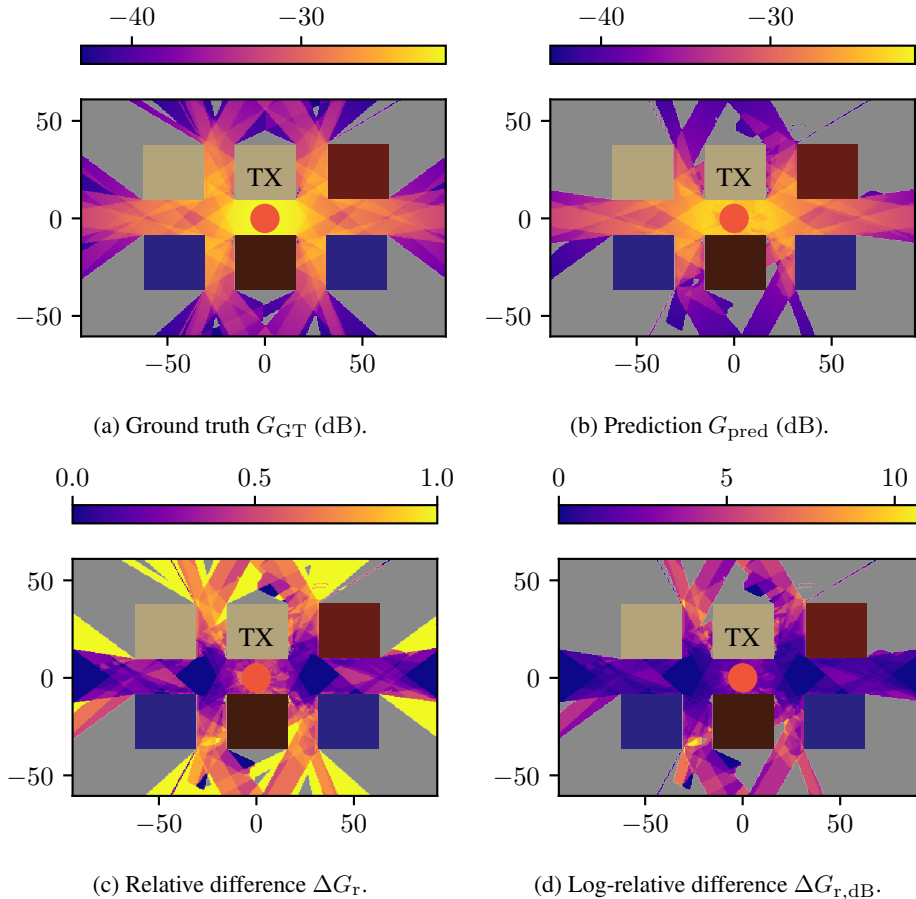 −40 −30 −40 −30
50 TX 50 TX
0 0
−50 −50
−50 0 50 −50 0 50
(a) Ground truth G_GT (dB). (b) Prediction G_pred (dB).
0.0 0.5 1.0 0 5 10
50 TX 50 TX
0 0
−50 −50
−50 0 50 −50 0 50
(c) Relative difference ΔG_r. (d) Log-relative difference ΔG_r,dB.